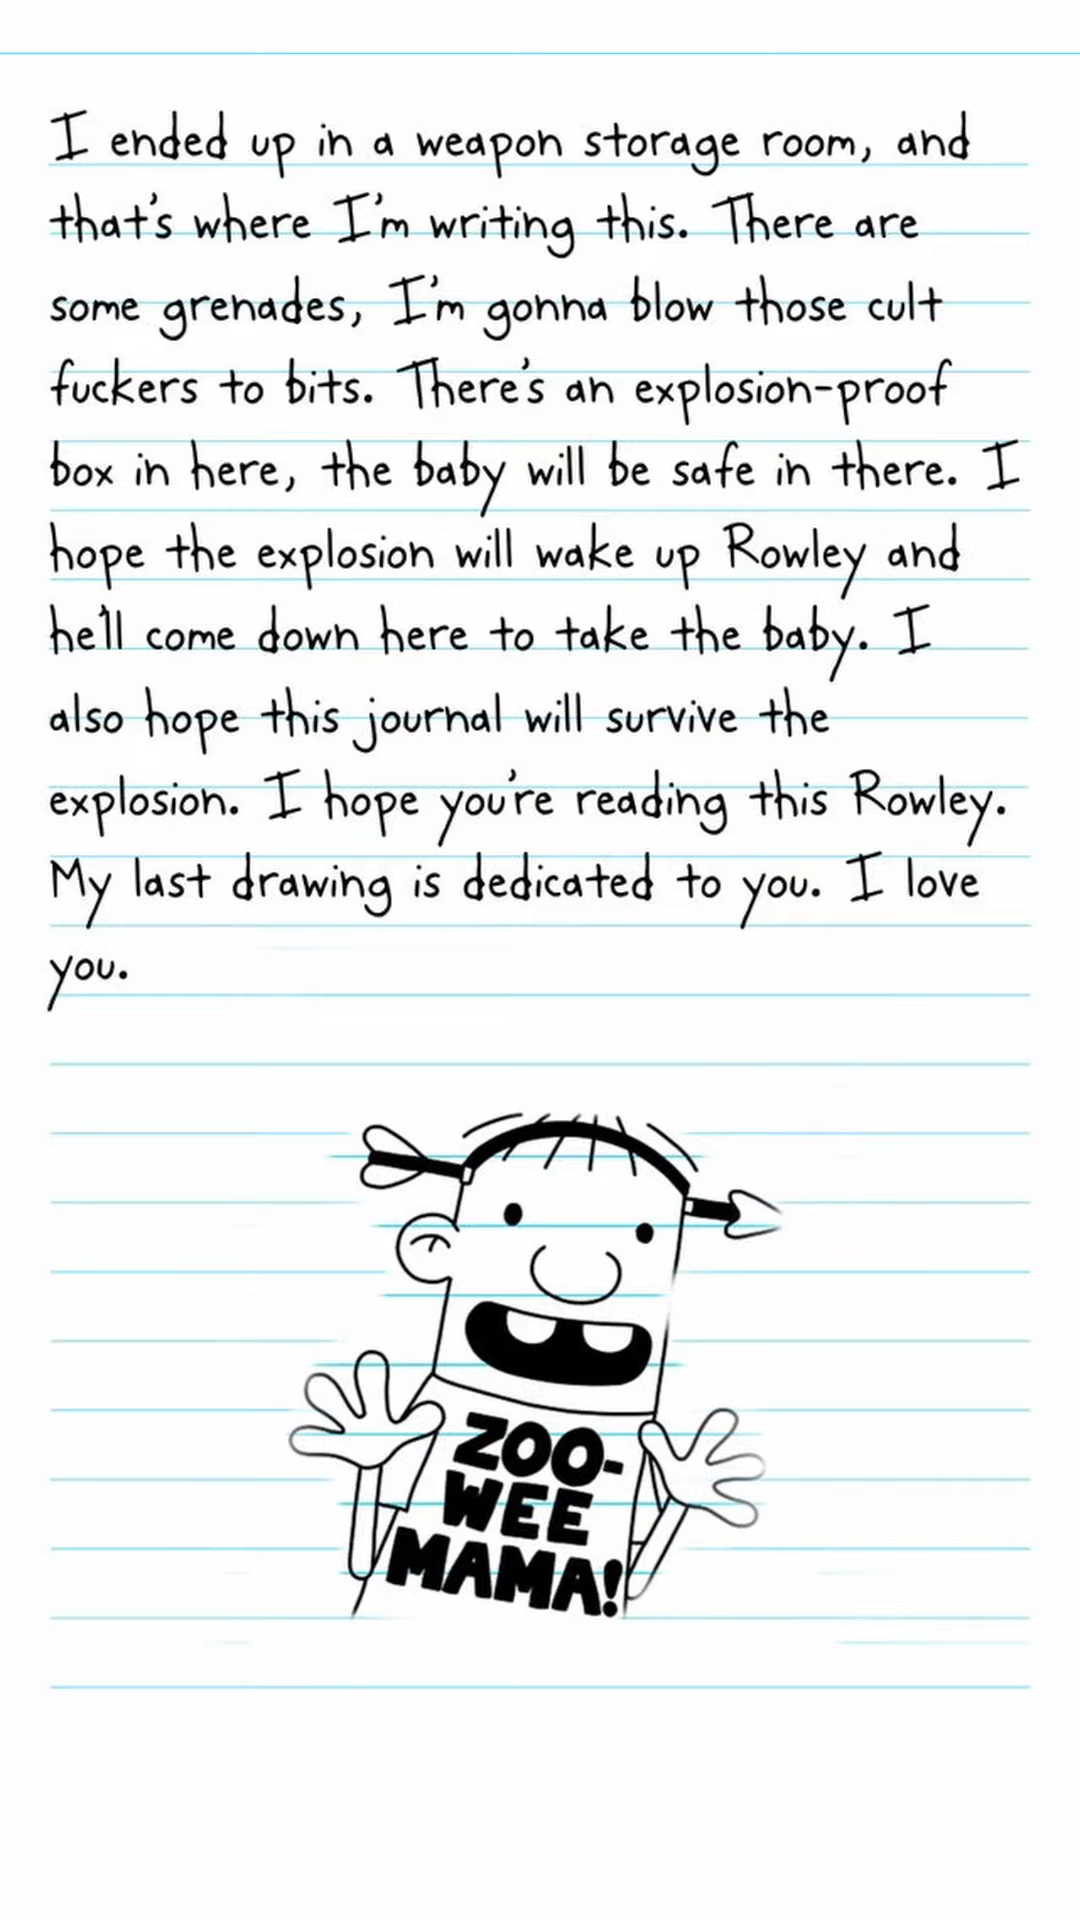 I ended up in a weapon storage room, and
that's where I'm writing this. There are
some grenades, I'm gonna blow those cult
fuckers to bits. There's an explosion-proof
box in here, the baby will be safe in there. I
hope the explosion will wake up Rowley and
he'll come down here to take the baby. I
also hope this journal will survive the
explosion. I hope you're reading this Rowley.
My last drawing is dedicated to you. I love
you.
ZOO-
WEE
MAMA!